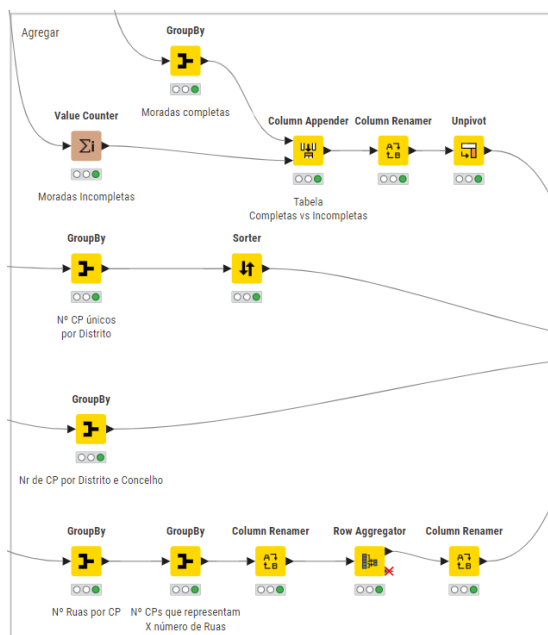 Agregar
GroupBy
Moradas completas
Value Counter
Σi
Moradas Incompletas
Column Appender
Column Renamer
Unpivot
A
B
Tabela
Completas vs Incompletas
GroupBy
Sorter
Nº CP únicos
por Distrito
GroupBy
Nr de CP por Distrito e Concelho
GroupBy
GroupBy
Column Renamer
Row Aggregator
Column Renamer
A
B
A
B
Nº Ruas por CP
Nº CPs que representam
X número de Ruas